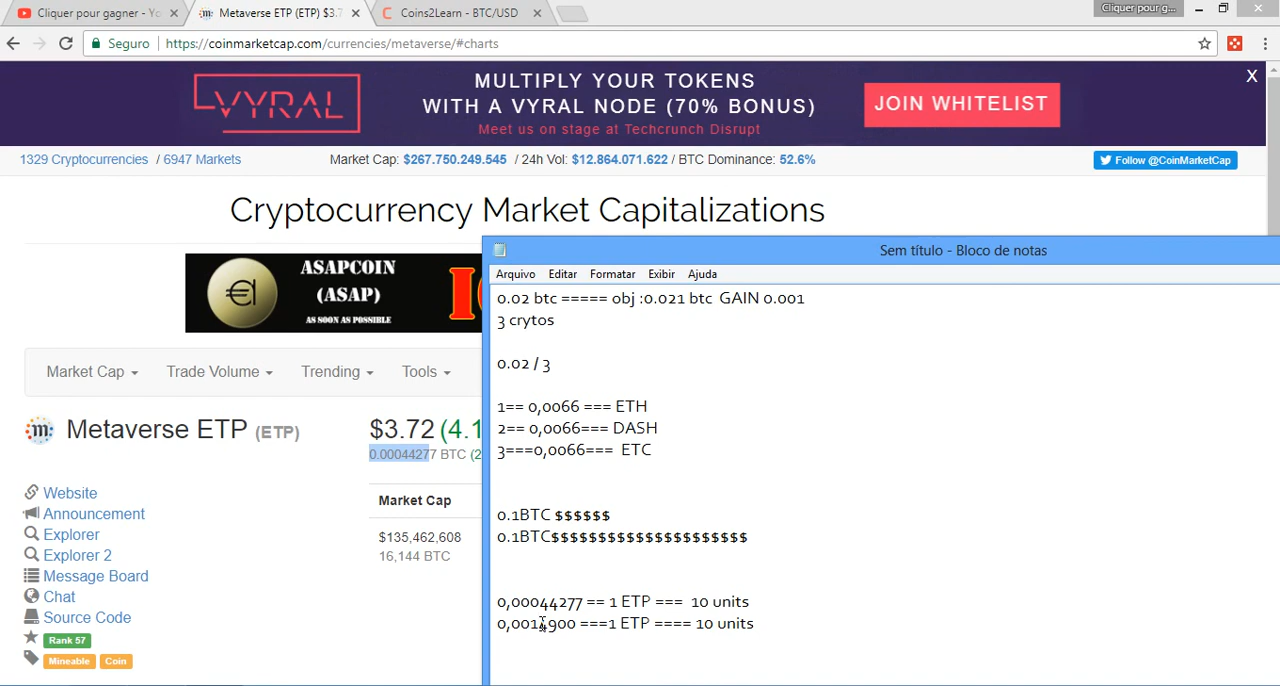 Cliquer pour gagner - Yo
Metaverse ETP (ETP) $3.7
Coins2Learn - BTC/USD
Cliquer pour g...
Seguro
https://coinmarketcap.com/currencies/metaverse/#charts
VYRAL
MULTIPLY YOUR TOKENS
WITH A VYRAL NODE (70% BONUS)
Meet us on stage at Techcrunch Disrupt
JOIN WHITELIST
X
1329 Cryptocurrencies / 6947 Markets
Market Cap: $267.750.249.545 / 24h Vol: $12.864.071.622 / BTC Dominance: 52.6%
Follow @CoinMarketCap
Cryptocurrency Market Capitalizations
ASAPCOIN
(ASAP)
AS SOON AS POSSIBLE
Market Cap
Trade Volume
Trending
Tools
Metaverse ETP (ETP)
$3.72 (4.1
0.00044277 BTC (2
Website
Announcement
Explorer
Explorer 2
Message Board
Chat
Source Code
Rank 57
Mineable
Coin
Market Cap
$135,462,608
16,144 BTC
Sem título - Bloco de notas
Arquivo Editar Formatar Exibir Ajuda
0.02 btc ===== obj :0.021 btc GAIN 0.001
3 crytos
0.02 / 3
1== 0,0066 === ETH
2== 0,0066=== DASH
3===0,0066=== ETC
0.1BTC $$$$$$
0.1BTC$$$$$$$$$$$$$$$$$$$$$
0,00044277 == 1 ETP === 10 units
0,0014900 ===1 ETP ==== 10 units